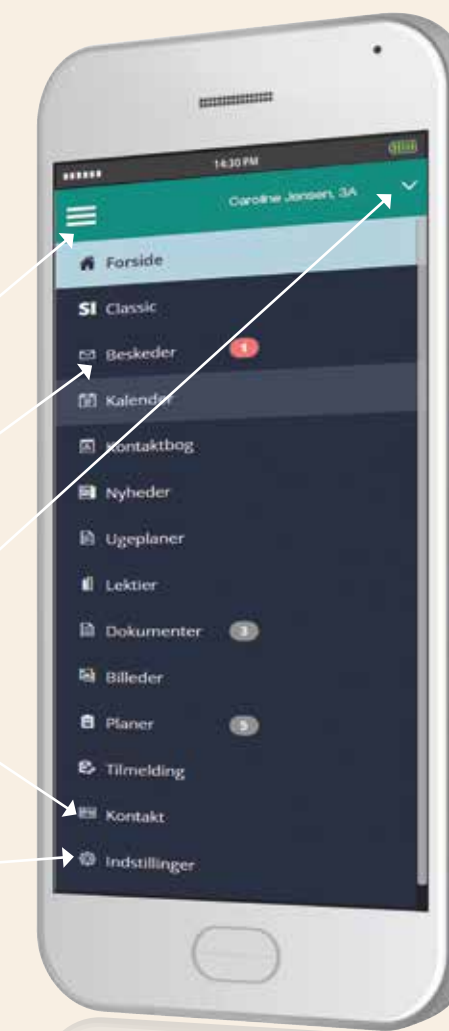 14:30 PM
Caroline Jensen, 3A
Forside
SI Classic
Beskeder 1
Kalender
Kontaktbog
Nyheder
Ugeplaner
Lektier
Dokumenter 3
Billeder
Planer 5
Tilmelding
Kontakt
Indstillinger